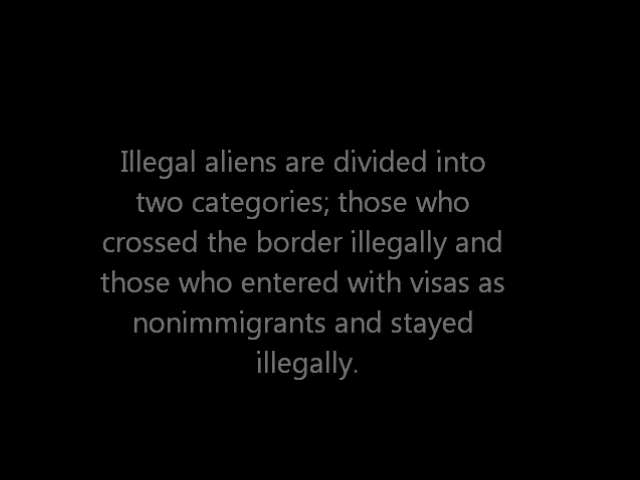 Illegal aliens are divided into
two categories; those who
crossed the border illegally and
those who entered with visas as
nonimmigrants and stayed
illegally.